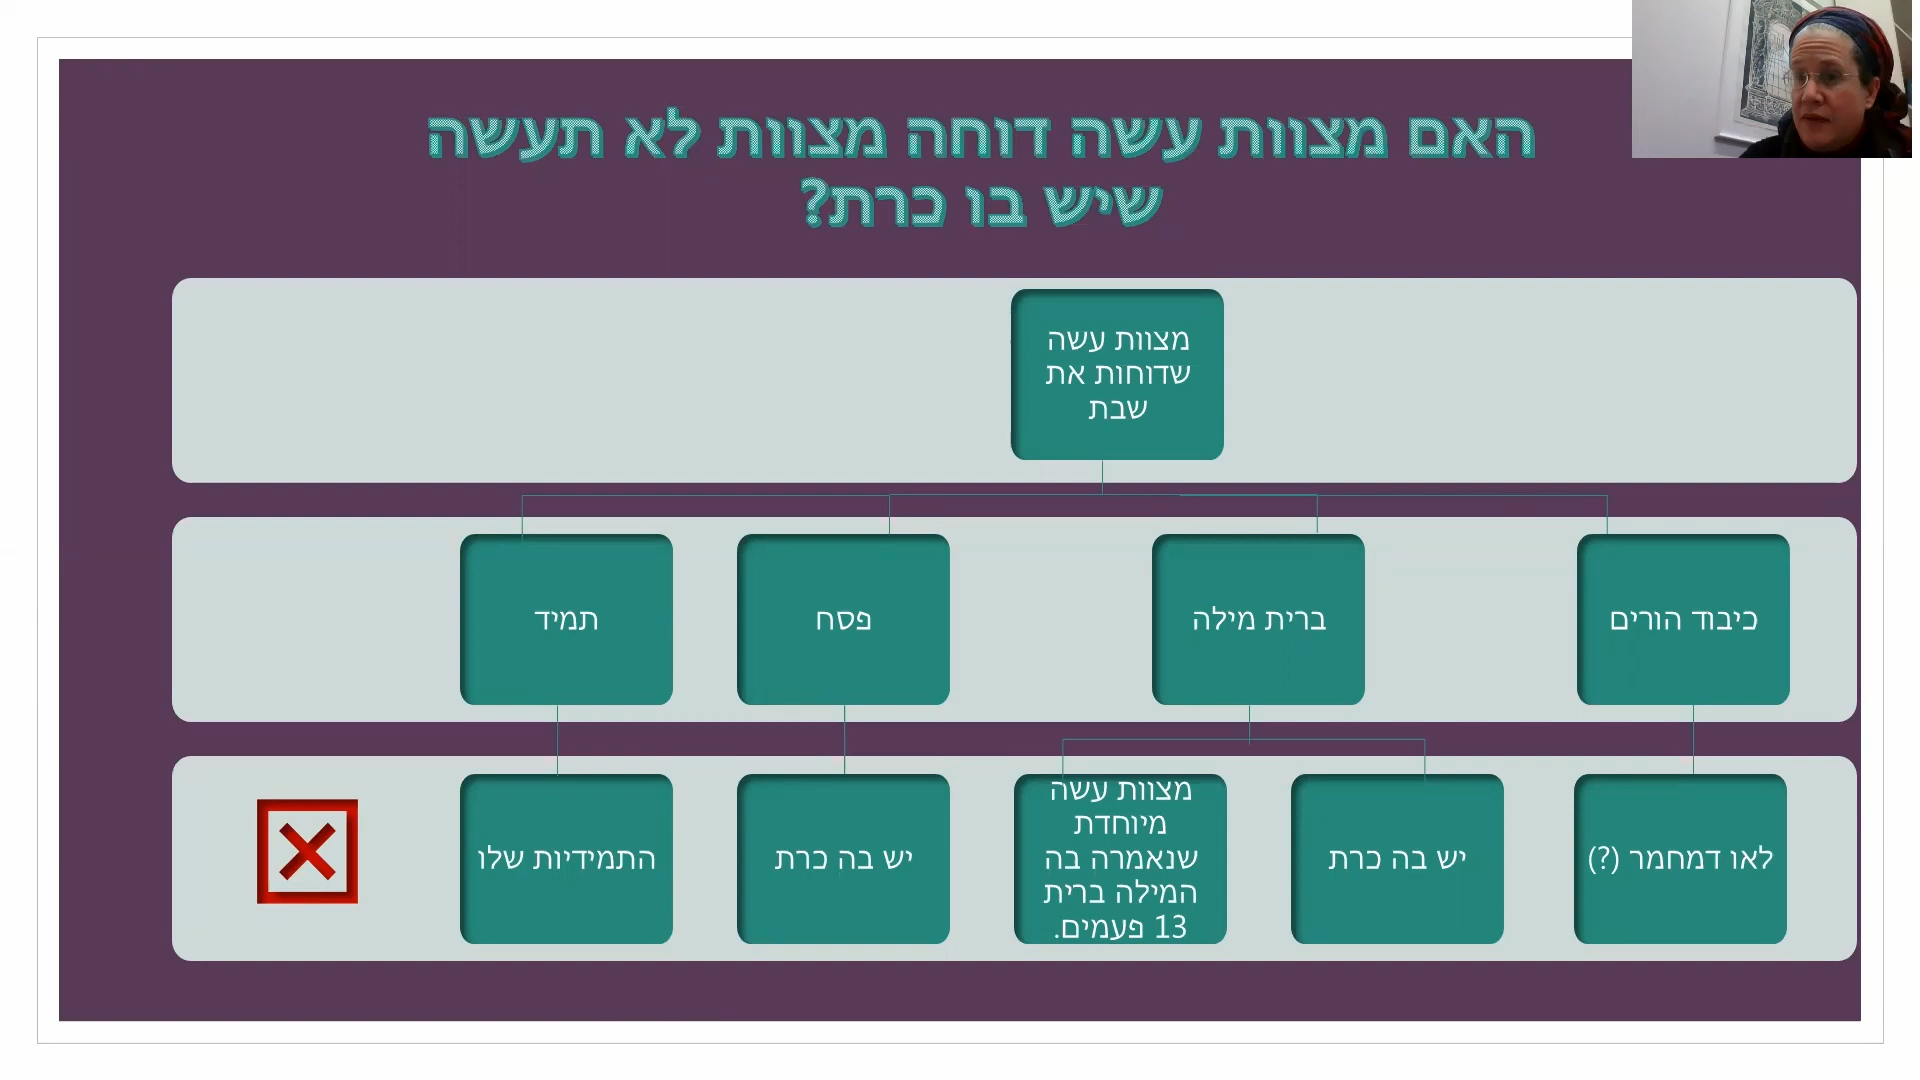 האם מצוות עשה דוחה מצוות לא תעשה
שיש בו כרת?
מצוות עשה
שדוחות את
שבת
כיבוד הורים
ברית מילה
פסח
תמיד
לאו דמחמר (?)
יש בה כרת
מצוות עשה
מיוחדת
שנאמרה בה
המילה ברית
13 פעמים.
יש בה כרת
התמידיות שלו